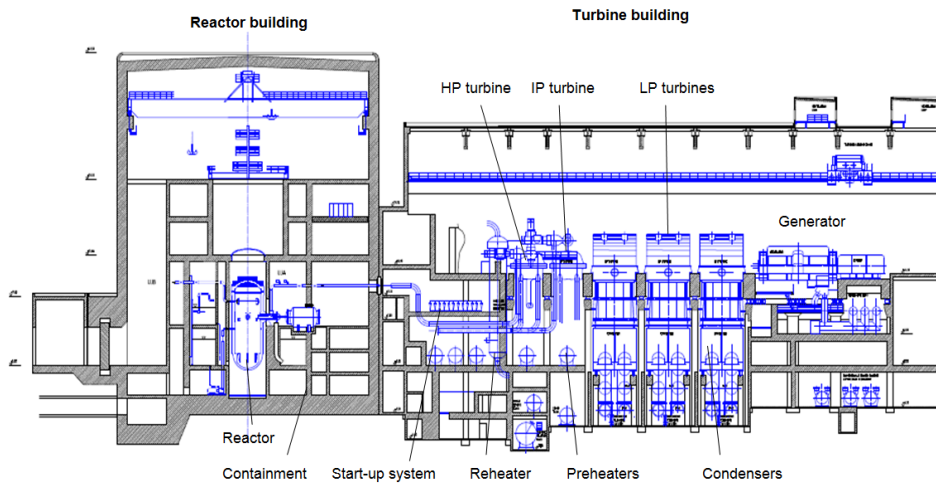 Reactor building
Turbine building
HP turbine
IP turbine
LP turbines
Generator
Reactor
Containment
Start-up system
Reheater
Preheaters
Condensers